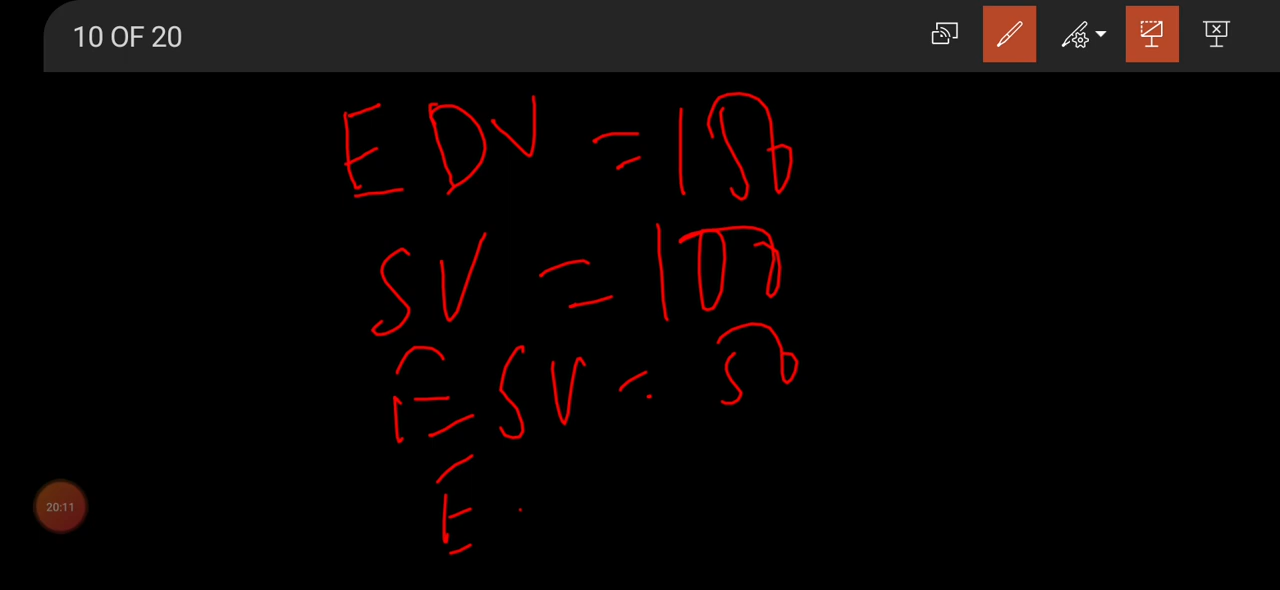 10 OF 20
EDV = 150
SV = 100
ESV = 50
E
20:11